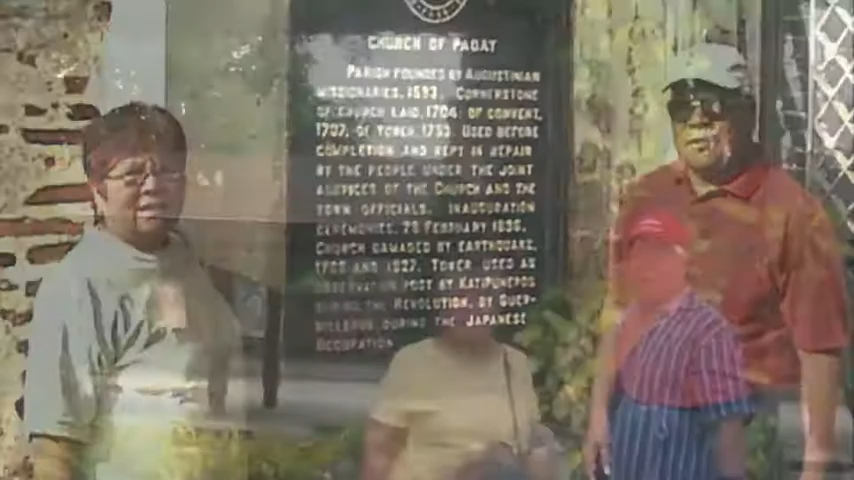 CHURCH OF PAOAY
PARISH FOUNDED BY AUGUSTINIAN
MISSIONARIES, 1593. CORNERSTONE
OF CHURCH LAID, 1704; OF CONVENT,
1707; OF TOWER, 1793. USED BEFORE
COMPLETION AND KEPT IN REPAIR
BY THE PEOPLE UNDER THE JOINT
AUSPICES OF THE CHURCH AND THE
TOWN OFFICIALS. INAUGURATION
CEREMONIES, 28 FEBRUARY 1896.
CHURCH DAMAGED BY EARTHQUAKE,
AND 1927. TOWER USED AS
OBSERVATION POST BY KATIPUNEROS
DURING THE REVOLUTION, BY GUER-
RILLEROS DURING THE JAPANESE
OCCUPATION